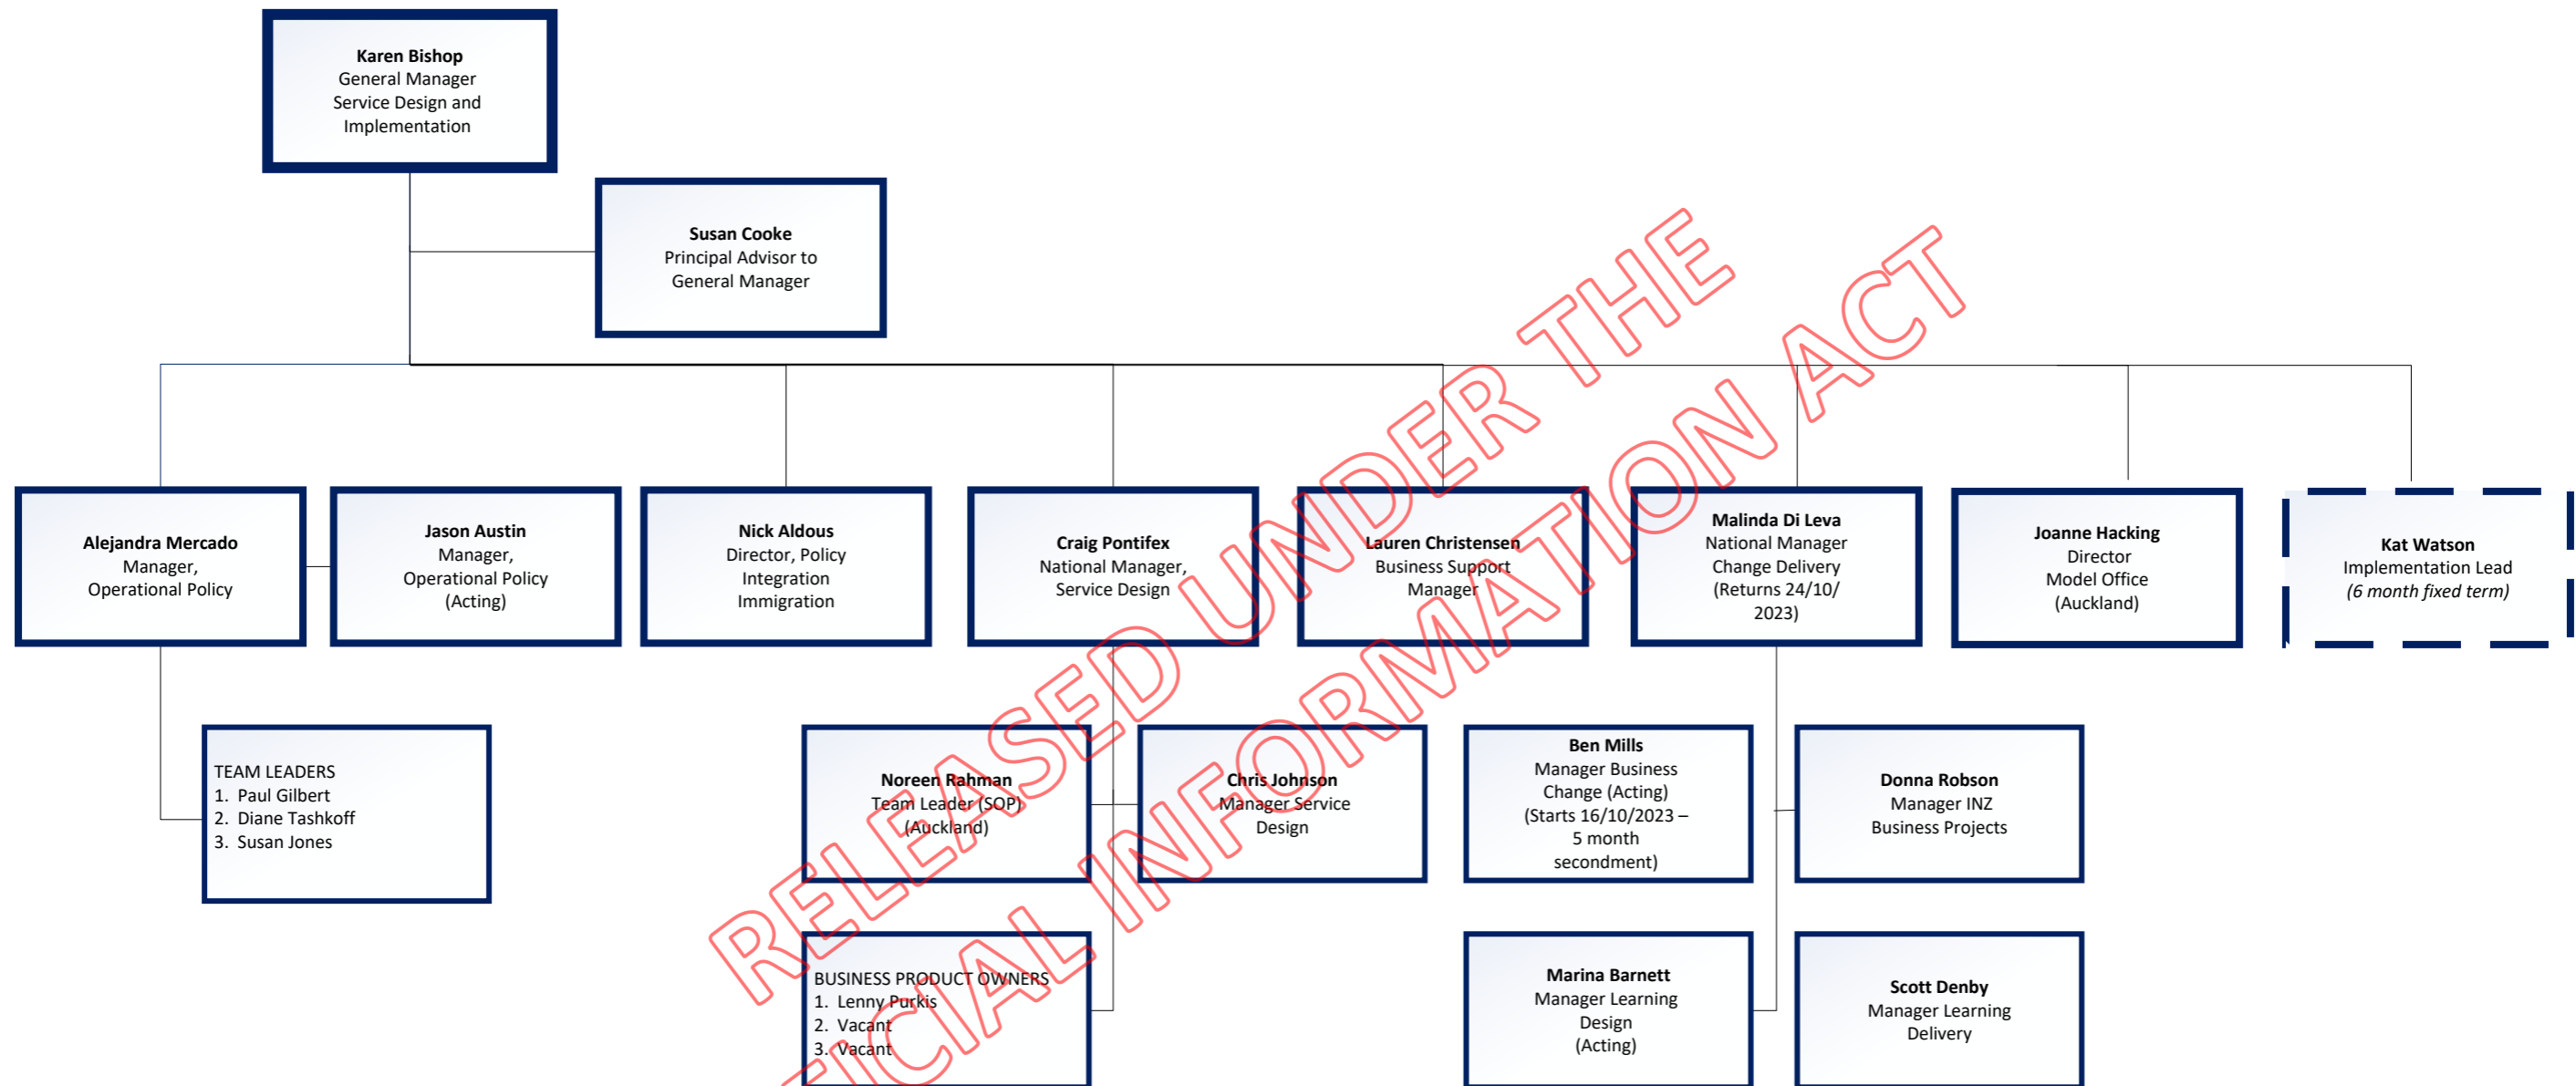 Karen Bishop
General Manager
Service Design and
Implementation
Susan Cooke
Principal Advisor to
General Manager
Alejandra Mercado
Manager,
Operational Policy
Jason Austin
Manager,
Operational Policy
(Acting)
Nick Aldous
Director, Policy
Integration
Immigration
Craig Pontifex
National Manager,
Service Design
Lauren Christensen
Business Support
Manager
Malinda Di Leva
National Manager
Change Delivery
(Returns 24/10/
2023)
Joanne Hacking
Director
Model Office
(Auckland)
Kat Watson
Implementation Lead
(6 month fixed term)
TEAM LEADERS
1. Paul Gilbert
2. Diane Tashkoff
3. Susan Jones
Noreen Rahman
Team Leader (SOP)
(Auckland)
Chris Johnson
Manager Service
Design
Ben Mills
Manager Business
Change (Acting)
(Starts 16/10/2023 –
5 month
secondment)
Donna Robson
Manager INZ
Business Projects
BUSINESS PRODUCT OWNERS
1. Lenny Purkis
2. Vacant
3. Vacant
Marina Barnett
Manager Learning
Design
(Acting)
Scott Denby
Manager Learning
Delivery
RELEASED UNDER THE
INFORMATION ACT